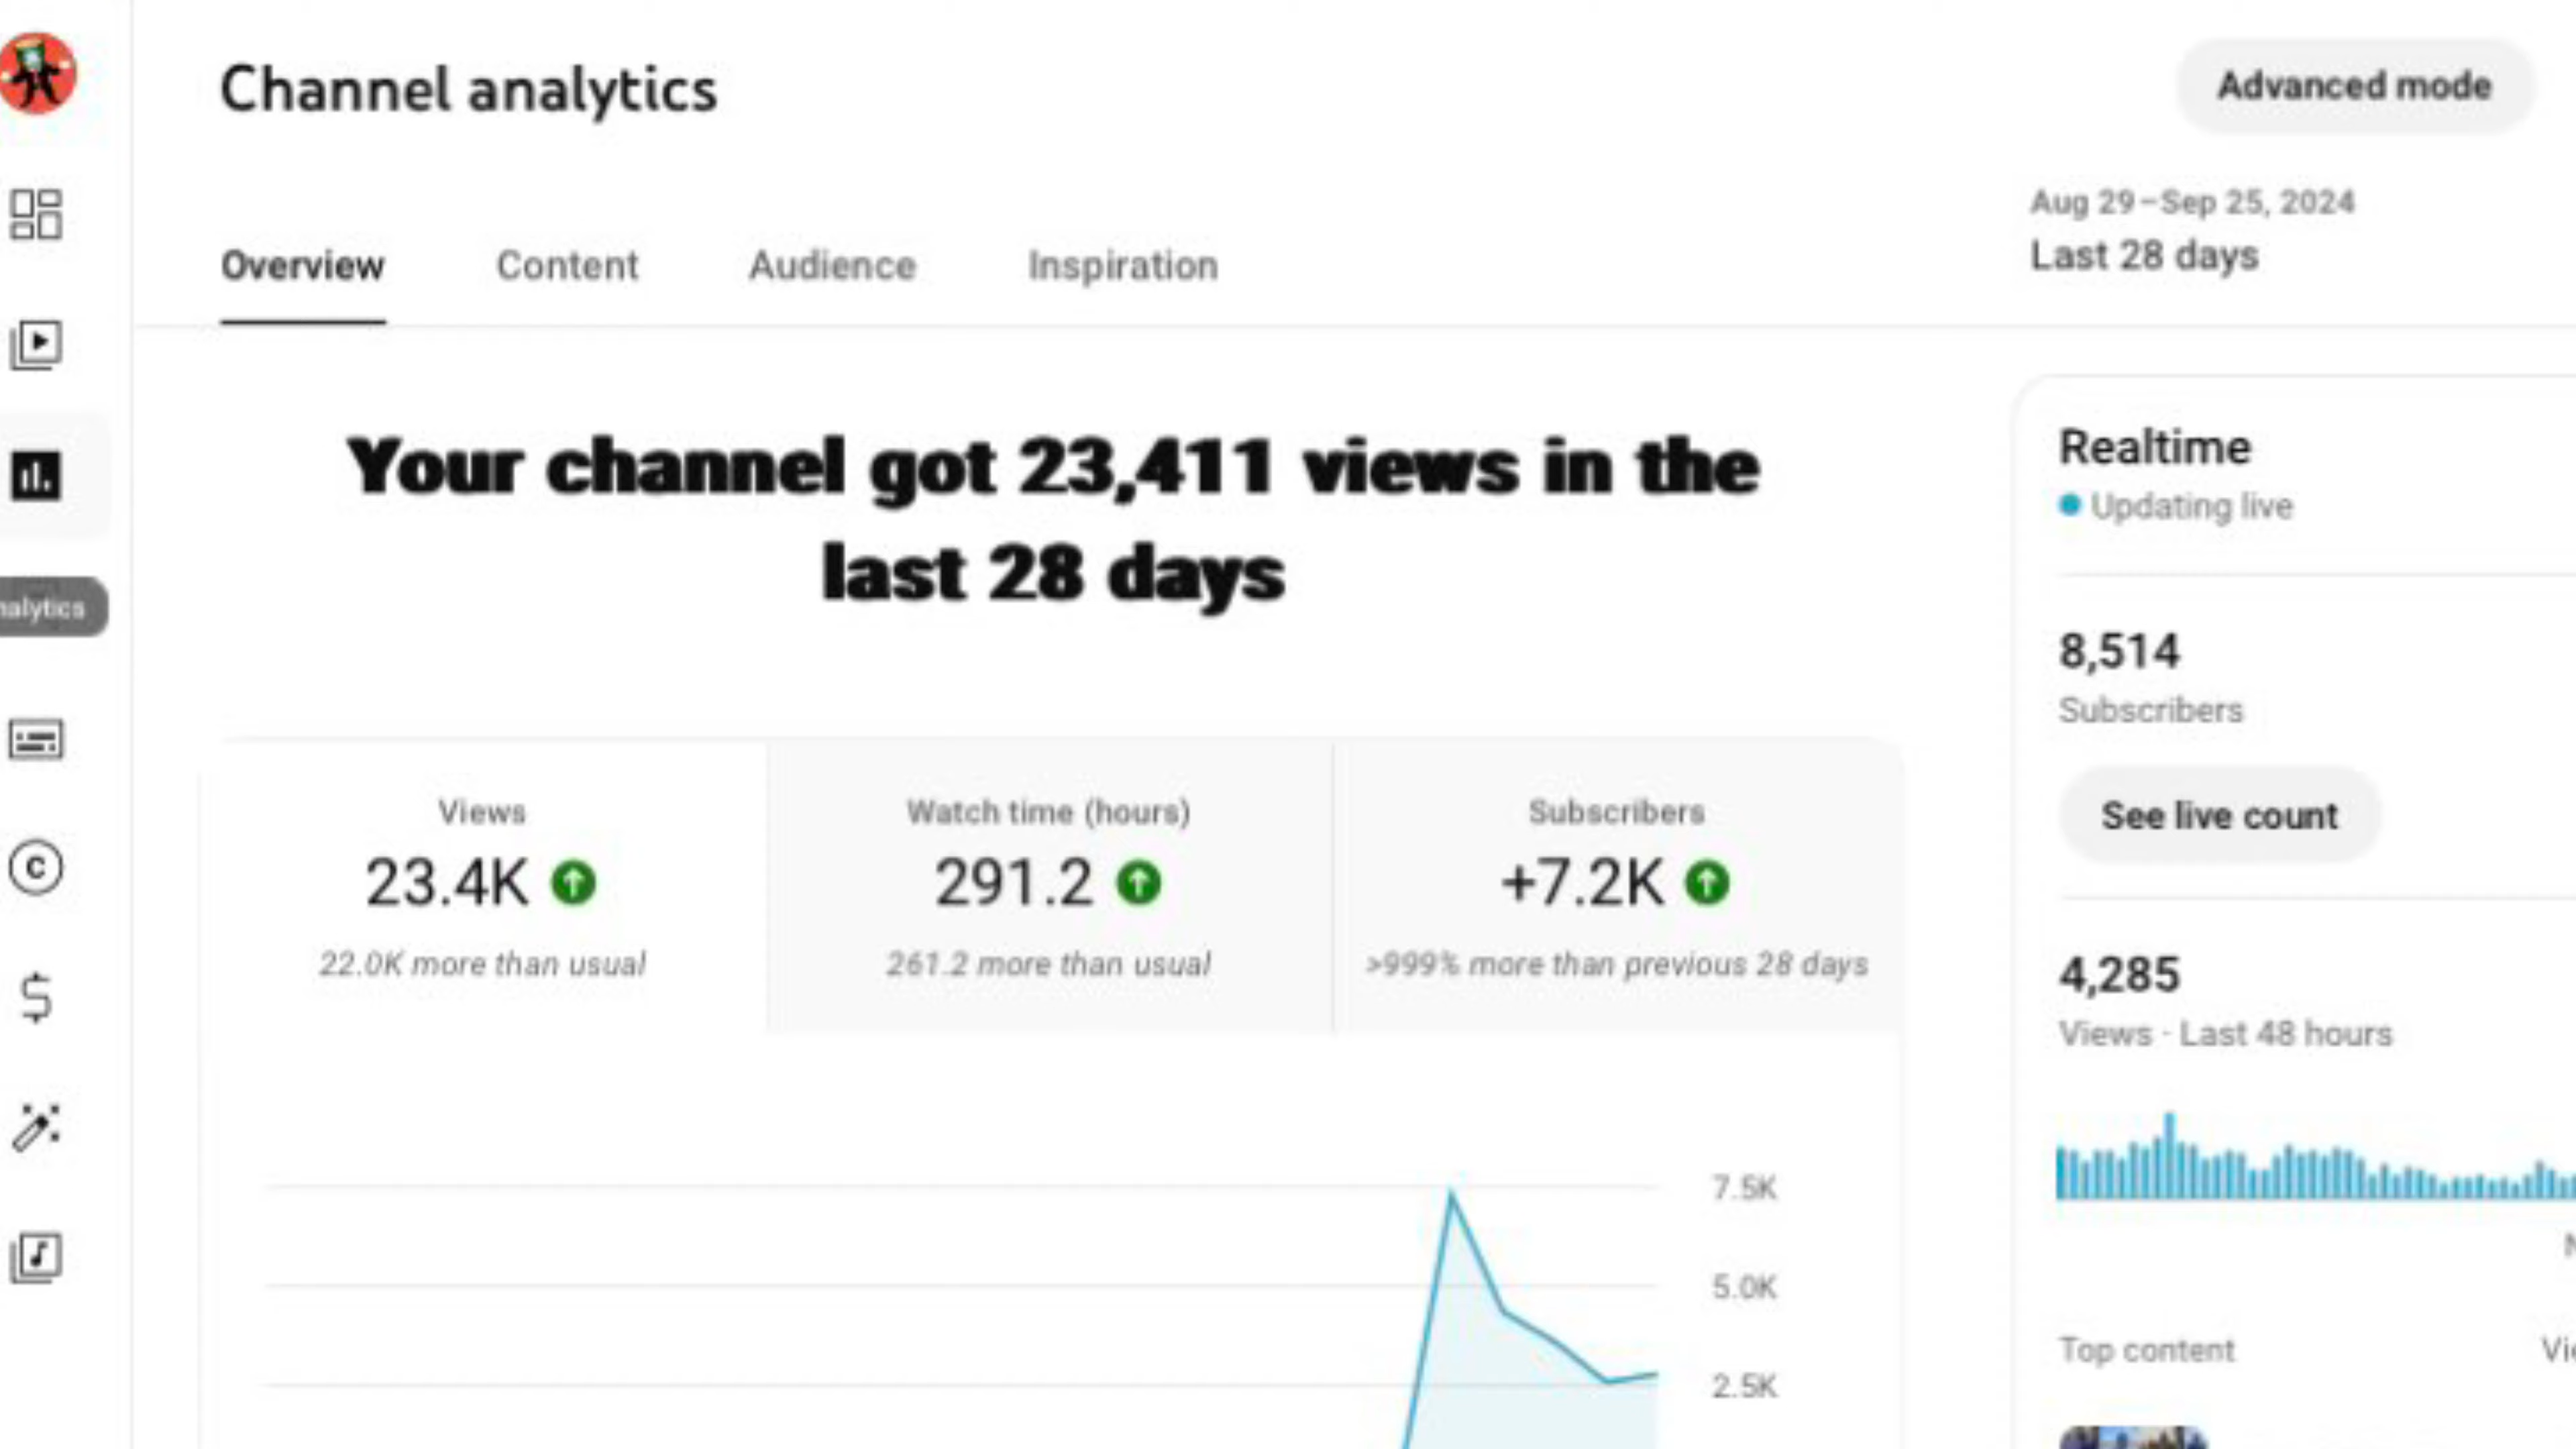 Channel analytics
Advanced mode
Aug 29–Sep 25, 2024
Last 28 days
Overview Content Audience Inspiration
Your channel got 23,411 views in the
last 28 days
Realtime
Updating live
nalytics
8,514
Subscribers
See live count
Views
23.4K
22.0K more than usual
Watch time (hours)
291.2
261.2 more than usual
Subscribers
+7.2K
>999% more than previous 28 days
4,285
Views · Last 48 hours
7.5K
5.0K
2.5K
Top content